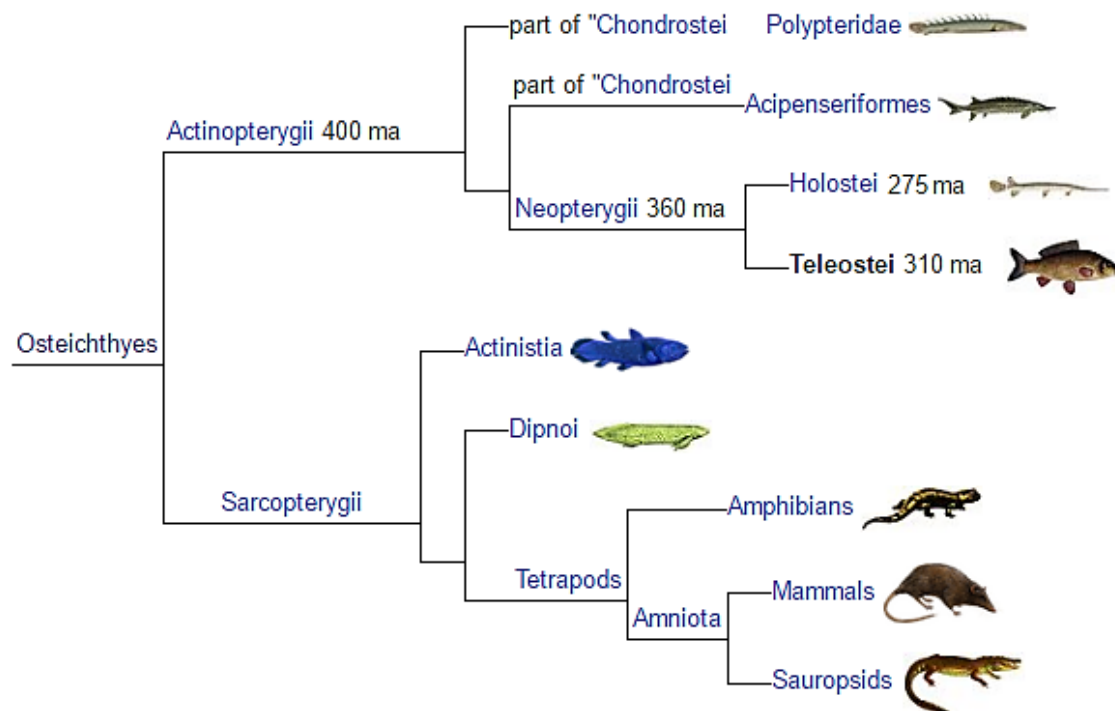 part of "Chondrostei Polypteridae
part of "Chondrostei
Acipenseriformes
Actinopterygii 400 ma
Holostei 275 ma
Neopterygii 360 ma
Teleostei 310 ma
Osteichthyes
Actinistia
Dipnoi
Sarcopterygii
Amphibians
Tetrapods
Mammals
Amniota
Sauropsids